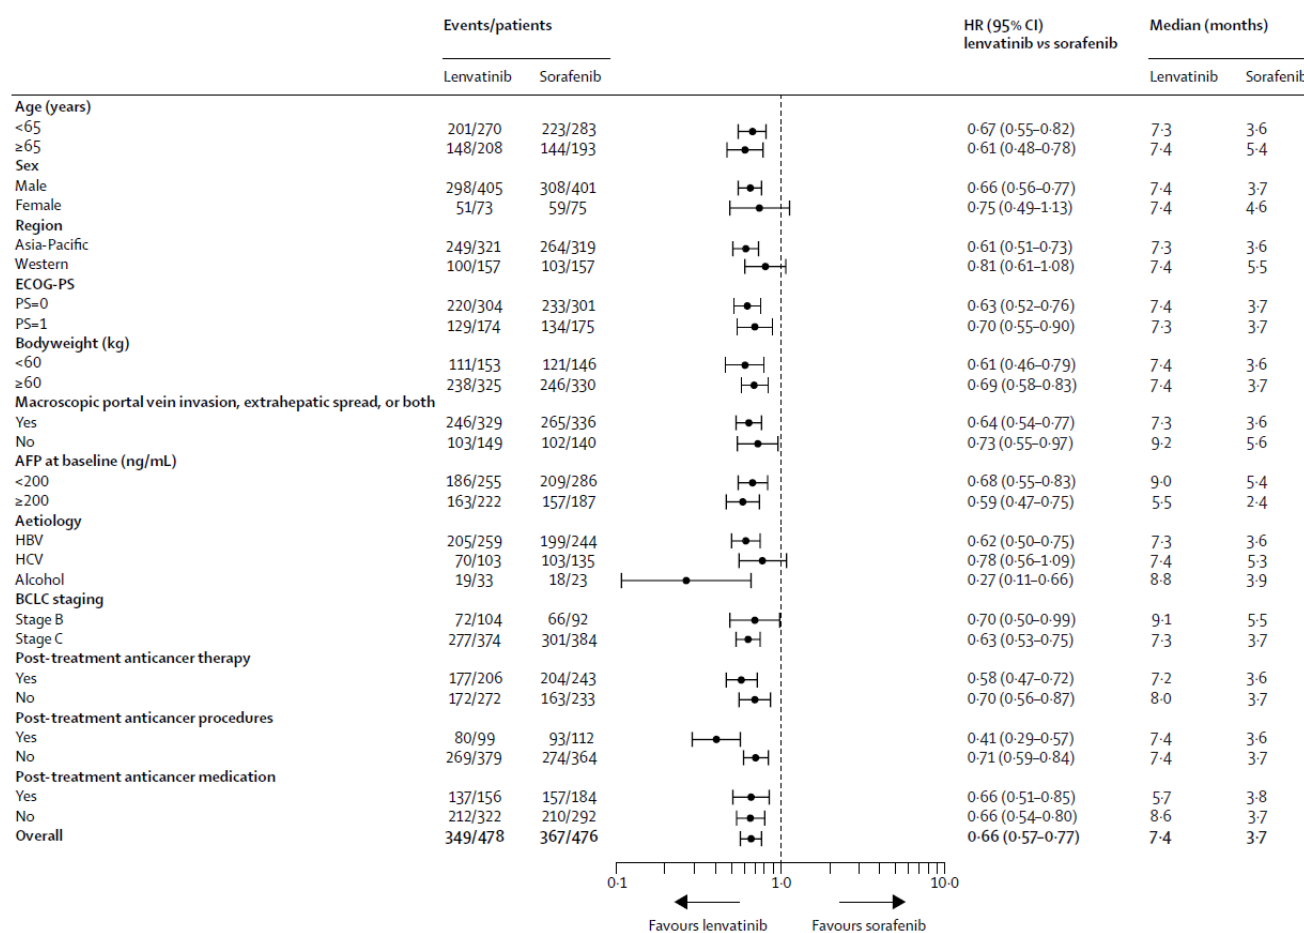 Events/patients HR (95% CI) Median (months)
lenvatinib vs sorafenib
Lenvatinib Sorafenib Lenvatinib Sorafenib
Age (years)
<65 201/270 223/283 0·67 (0·55–0·82) 7·3 3·6
≥65 148/208 144/193 0·61 (0·48–0·78) 7·4 5·4
Sex
Male 298/405 308/401 0·66 (0·56–0·77) 7·4 3·7
Female 51/73 59/75 0·75 (0·49–1·13) 7·4 4·6
Region
Asia-Pacific 249/321 264/319 0·61 (0·51–0·73) 7·3 3·6
Western 100/157 103/157 0·81 (0·61–1·08) 7·4 5·5
ECOG-PS
PS=0 220/304 233/301 0·63 (0·52–0·76) 7·4 3·7
PS=1 129/174 134/175 0·70 (0·55–0·90) 7·3 3·7
Bodyweight (kg)
<60 111/153 121/146 0·61 (0·46–0·79) 7·4 3·6
≥60 238/325 246/330 0·69 (0·58–0·83) 7·4 3·7
Macroscopic portal vein invasion, extrahepatic spread, or both
Yes 246/329 265/336 0·64 (0·54–0·77) 7·3 3·6
No 103/149 102/140 0·73 (0·55–0·97) 9·2 5·6
AFP at baseline (ng/mL)
<200 186/255 209/286 0·68 (0·55–0·83) 9·0 5·4
≥200 163/222 157/187 0·59 (0·47–0·75) 5·5 2·4
Aetiology
HBV 205/259 199/244 0·62 (0·50–0·75) 7·3 3·6
HCV 70/103 103/135 0·78 (0·56–1·09) 7·4 5·3
Alcohol 19/33 18/23 0·27 (0·11–0·66) 8·8 3·9
BCLC staging
Stage B 72/104 66/92 0·70 (0·50–0·99) 9·1 5·5
Stage C 277/374 301/384 0·63 (0·53–0·75) 7·3 3·7
Post-treatment anticancer therapy
Yes 177/206 204/243 0·58 (0·47–0·72) 7·2 3·6
No 172/272 163/233 0·70 (0·56–0·87) 8·0 3·7
Post-treatment anticancer procedures
Yes 80/99 93/112 0·41 (0·29–0·57) 7·4 3·6
No 269/379 274/364 0·71 (0·59–0·84) 7·4 3·7
Post-treatment anticancer medication
Yes 137/156 157/184 0·66 (0·51–0·85) 5·7 3·8
No 212/322 210/292 0·66 (0·54–0·80) 8·6 3·7
Overall 349/478 367/476 0·66 (0·57–0·77) 7·4 3·7
0·1 1·0 10·0
Favours lenvatinib Favours sorafenib